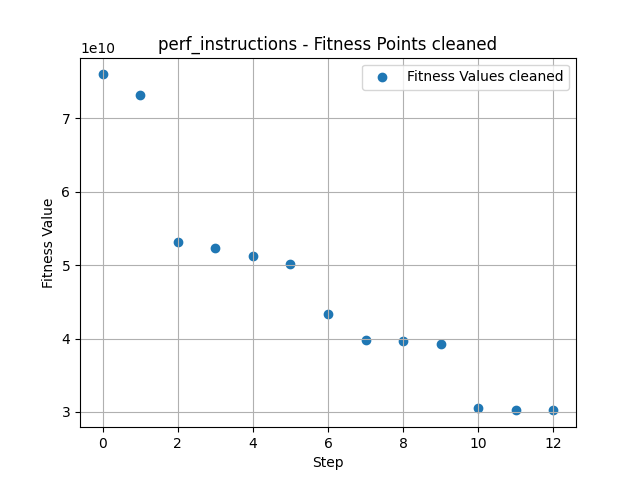 perf_instructions - Fitness Points cleaned
1e10
Fitness Values cleaned
7
6
5
4
3
Fitness Value
0 2 4 6 8 10 12
Step